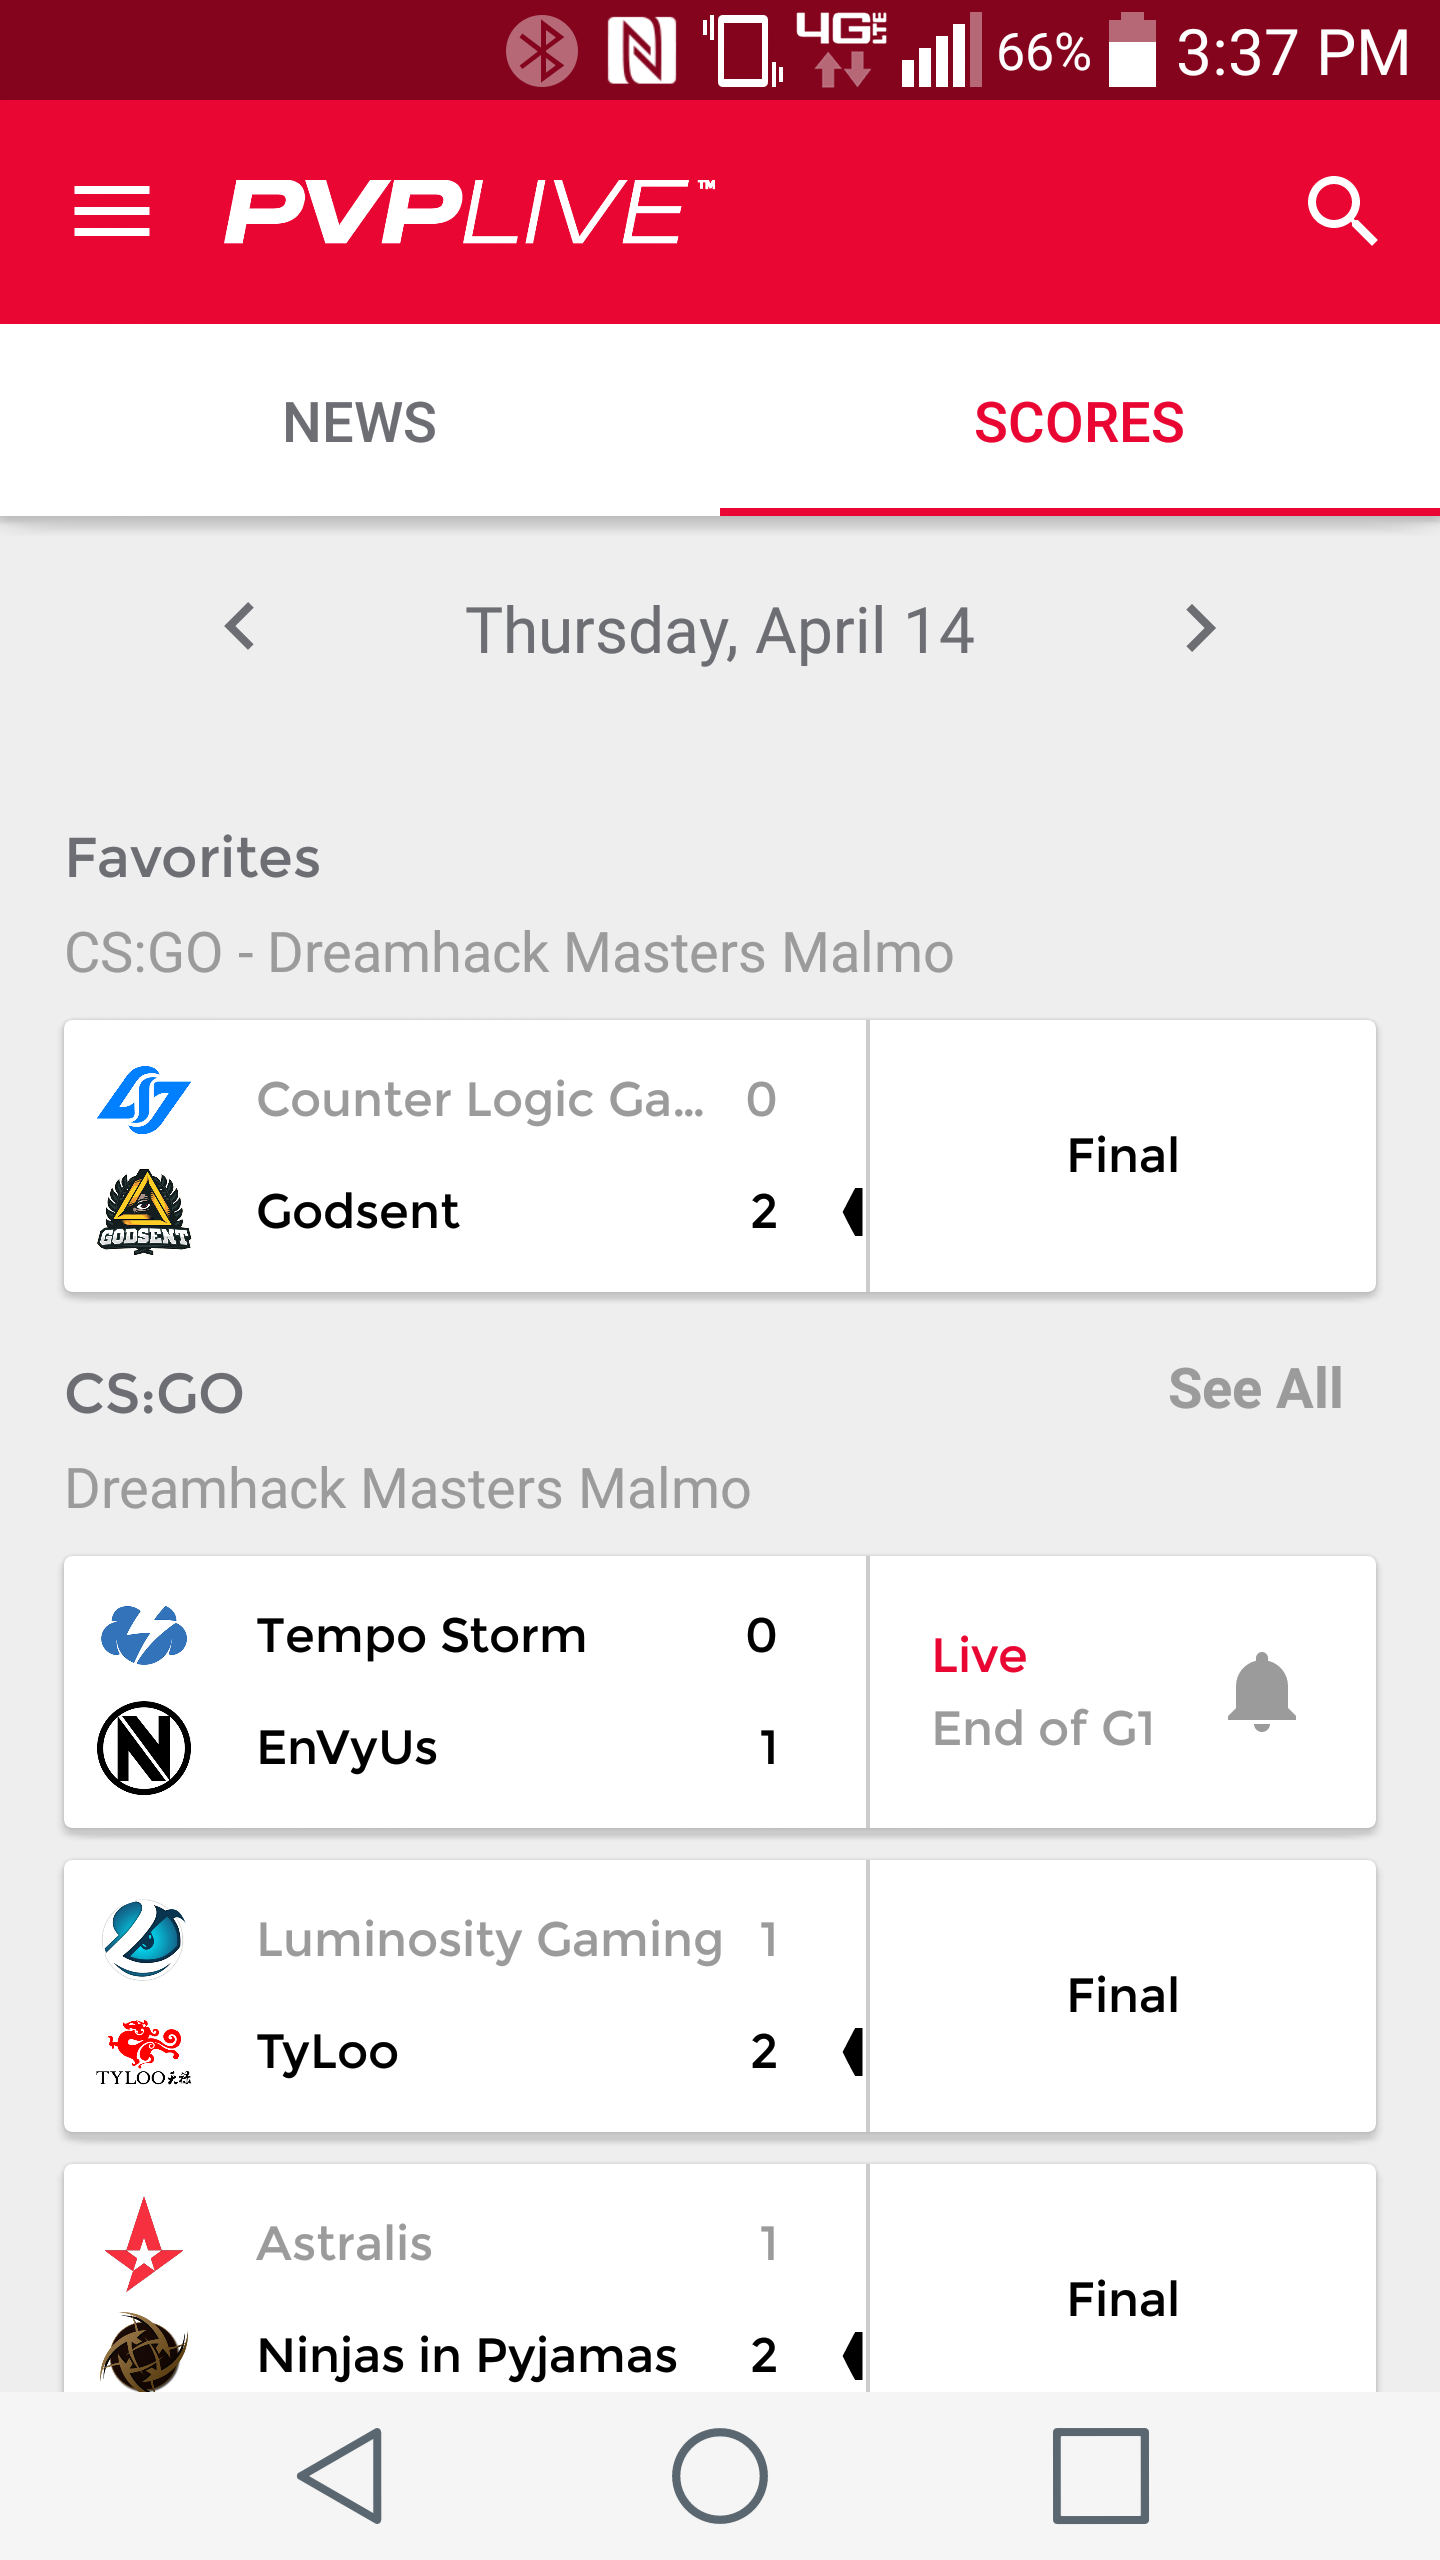 4G LTE 66% 3:37 PM
PVPLIVE™
NEWS SCORES
Thursday, April 14
Favorites
CS:GO - Dreamhack Masters Malmo
Counter Logic Ga... 0
GODSENT
Godsent 2
Final
CS:GO See All
Dreamhack Masters Malmo
Tempo Storm 0
EnVyUs 1
Live
End of G1
Luminosity Gaming 1
TYLOO
TyLoo 2
Final
Astralis 1
Ninjas in Pyjamas 2
Final